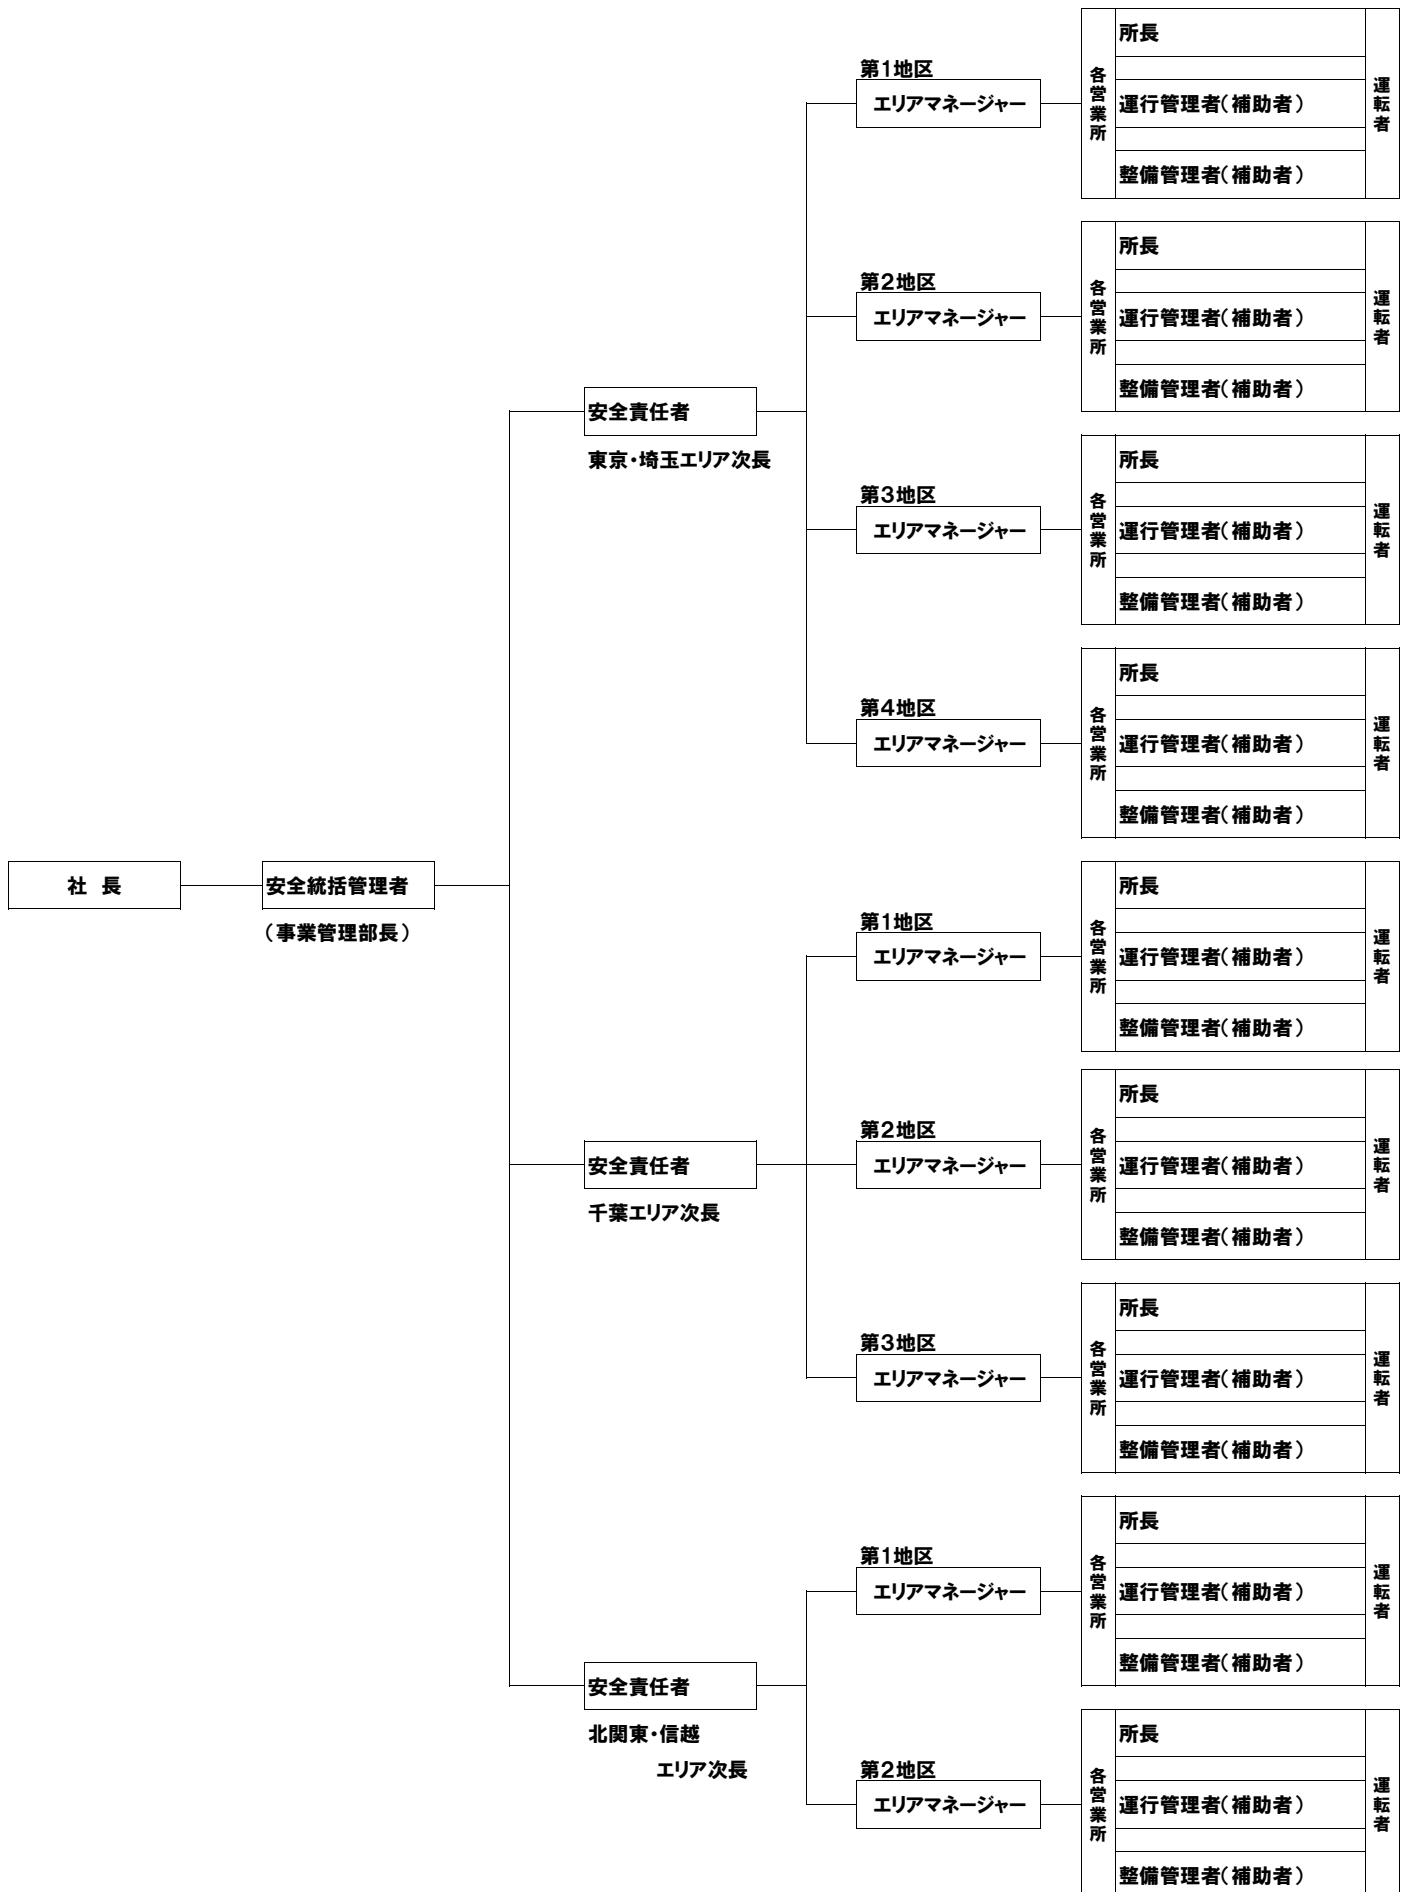 社 長
安全統括管理者
（事業管理部長）
安全責任者
東京・埼玉エリア次長
第1地区
エリアマネージャー
各営業所
所長
運行管理者（補助者）
整備管理者（補助者）
運転者
第2地区
エリアマネージャー
各営業所
所長
運行管理者（補助者）
整備管理者（補助者）
運転者
第3地区
エリアマネージャー
各営業所
所長
運行管理者（補助者）
整備管理者（補助者）
運転者
第4地区
エリアマネージャー
各営業所
所長
運行管理者（補助者）
整備管理者（補助者）
運転者
安全責任者
千葉エリア次長
第1地区
エリアマネージャー
各営業所
所長
運行管理者（補助者）
整備管理者（補助者）
運転者
第2地区
エリアマネージャー
各営業所
所長
運行管理者（補助者）
整備管理者（補助者）
運転者
第3地区
エリアマネージャー
各営業所
所長
運行管理者（補助者）
整備管理者（補助者）
運転者
安全責任者
北関東・信越
エリア次長
第1地区
エリアマネージャー
各営業所
所長
運行管理者（補助者）
整備管理者（補助者）
運転者
第2地区
エリアマネージャー
各営業所
所長
運行管理者（補助者）
整備管理者（補助者）
運転者